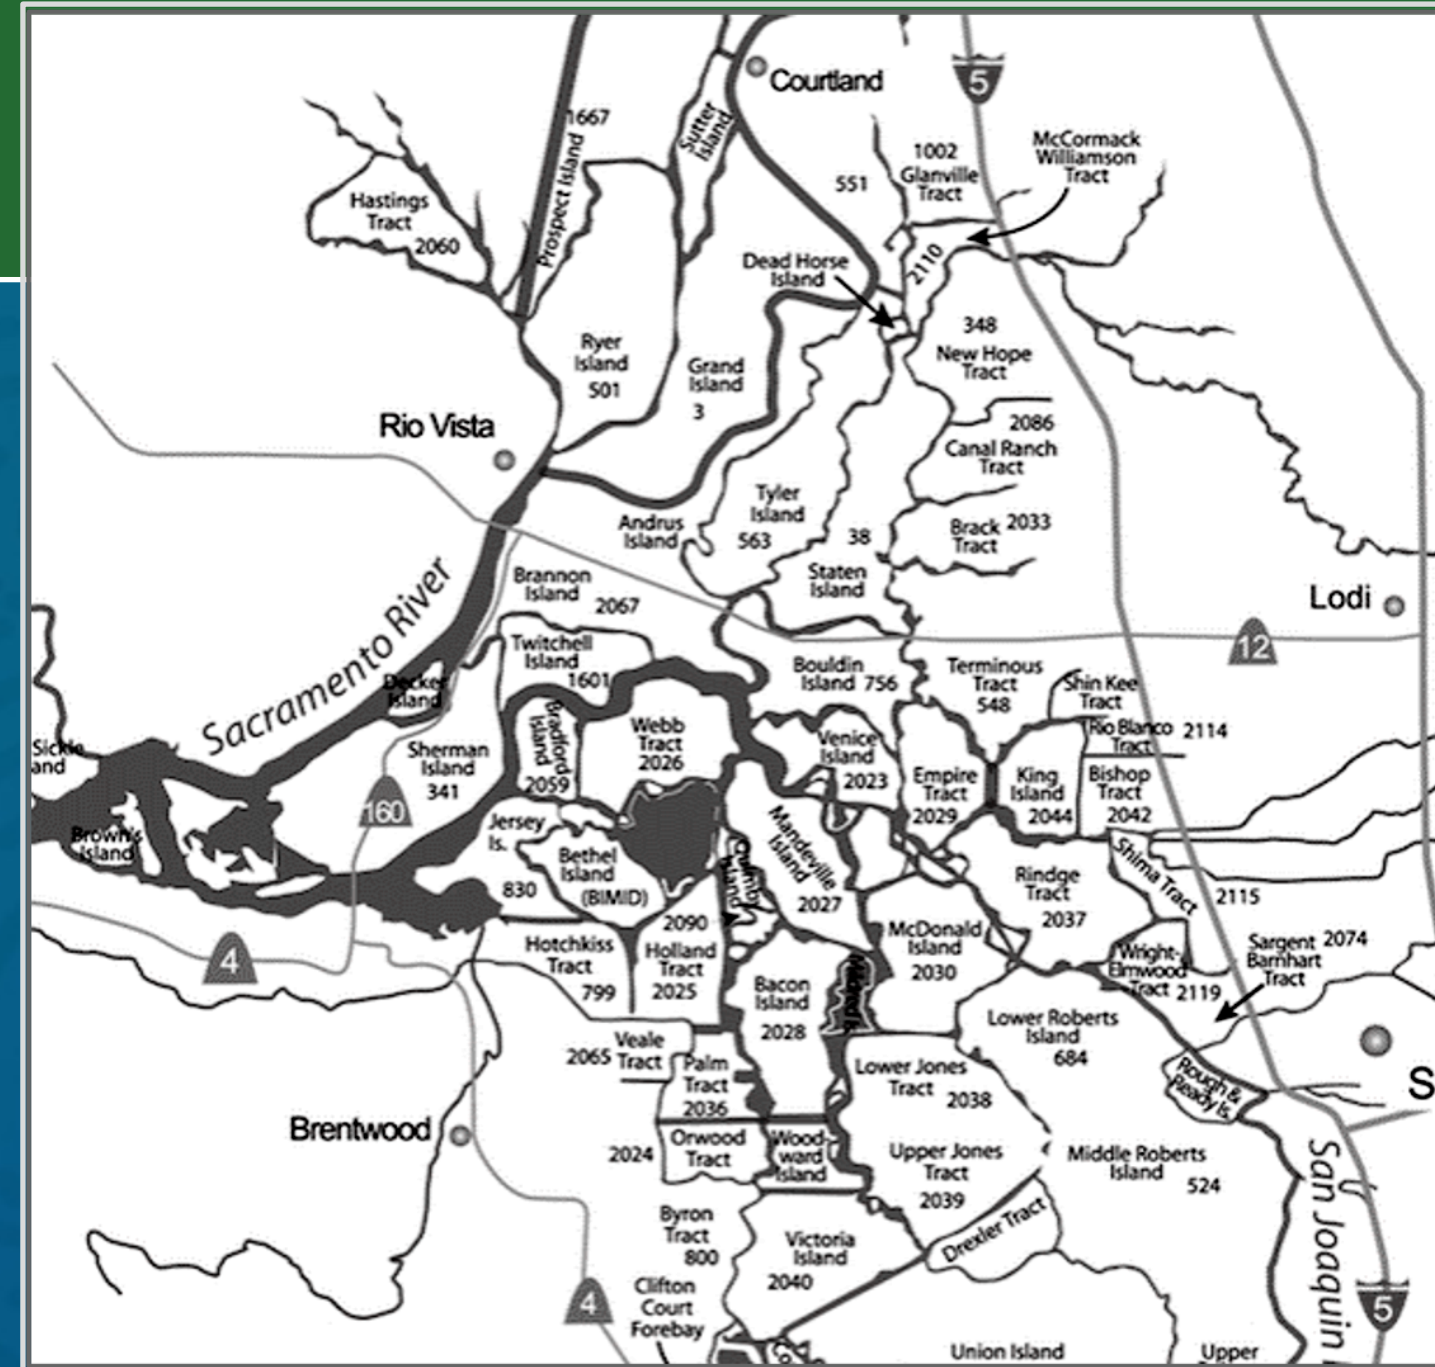 Courtland
5
1667
Sutter
Island
Prospect Island
McCormack
Williamson
Tract
1002
Glanville
Tract
551
Hastings
Tract
2060
2110
Dead Horse
Island
348
New Hope
Tract
Ryer
Island
501
Grand
Island
3
2086
Canal Ranch
Tract
Rio Vista
Tyler
Island
563
Andrus
Island
38
Staten
Island
Brack 2033
Tract
Lodi
12
Sacramento River
Brannon
Island
2067
Twitchell
Island
1601
Decker
Island
Bouldin
Island 756
Terminous
Tract
548
Shin Kee
Tract
Rio Blanco
Tract
2114
Sickle
and
Sherman
Island
341
160
Bradford
Island
2059
Webb
Tract
2026
Venice
Island
2023
Empire
Tract
2029
King
Island
2044
Bishop
Tract
2042
Brown's
Island
Jersey
Is.
830
Bethel
Island
(BIMID)
Mandeville
Island
2027
Quimby
Island
2090
Rindge
Tract
2037
Shima Tract
2115
4
Hotchkiss
Tract
799
Holland
Tract
2025
Bacon
Island
2028
Mildred Is
McDonald
Island
2030
Wright-
Elmwood
Tract 2119
Sargent 2074
Barnhart
Tract
Lower Roberts
Island
684
2065
Veale
Tract
Palm
Tract
2036
Lower Jones
Tract
2038
Rough &
Ready Is.
S
Brentwood
2024
Orwood
Tract
Wood-
ward
Island
Upper Jones
Tract
2039
Middle Roberts
Island
524
Byron
Tract
800
Victoria
Island
2040
Drexler Tract
San Joaquin
4
Clifton
Court
Forebay
5
Union Island
Upper